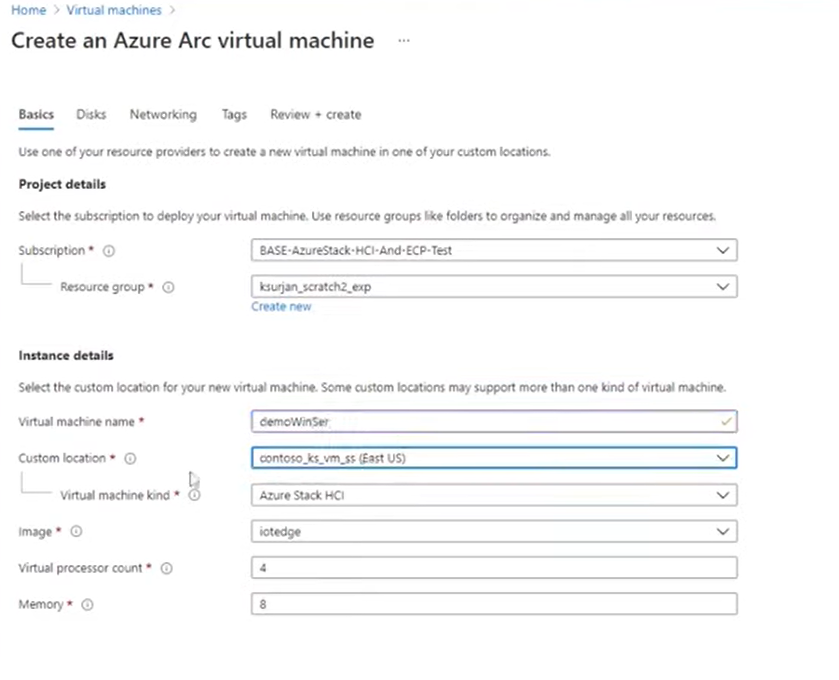 Home > Virtual machines >
Create an Azure Arc virtual machine ...
Basics Disks Networking Tags Review + create
Use one of your resource providers to create a new virtual machine in one of your custom locations.
Project details
Select the subscription to deploy your virtual machine. Use resource groups like folders to organize and manage all your resources.
Subscription * BASE-AzureStack-HCI-And-ECP-Test
Resource group * ksurjan_scratch2_exp
Create new
Instance details
Select the custom location for your new virtual machine. Some custom locations may support more than one kind of virtual machine.
Virtual machine name * demoWinSer
Custom location * contoso_ks_vm_ss (East US)
Virtual machine kind * Azure Stack HCI
Image * iotedge
Virtual processor count * 4
Memory * 8